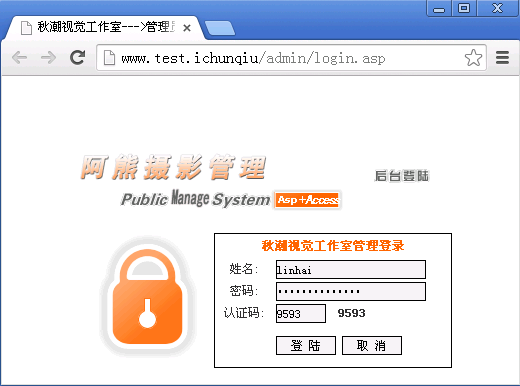 秋潮视觉工作室--->管理员
www.test.ichunqiu/admin/login.asp
阿熊摄影管理
后台登陆
Public Manage System Asp+Access
秋潮视觉工作室管理登录
姓名: linhai
密码: ••••••••••••••
认证码: 9593 9593
登 陆 取 消